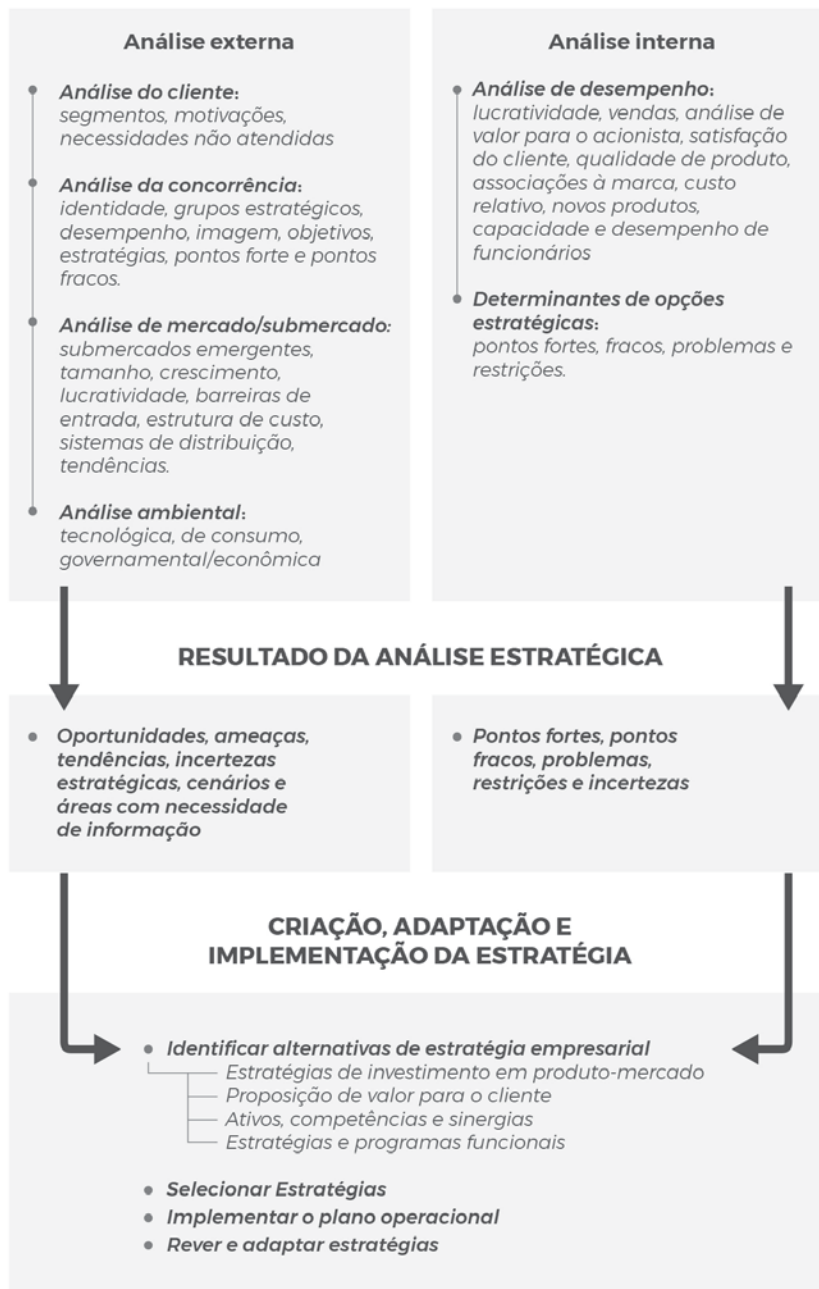 Análise externa
Análise do cliente:
segmentos, motivações,
necessidades não atendidas
Análise da concorrência:
identidade, grupos estratégicos,
desempenho, imagem, objetivos,
estratégias, pontos forte e pontos
fracos.
Análise de mercado/submercado:
submercados emergentes,
tamanho, crescimento,
lucratividade, barreiras de
entrada, estrutura de custo,
sistemas de distribuição,
tendências.
Análise ambiental:
tecnológica, de consumo,
governamental/econômica
Análise interna
Análise de desempenho:
lucratividade, vendas, análise de
valor para o acionista, satisfação
do cliente, qualidade de produto,
associações à marca, custo
relativo, novos produtos,
capacidade e desempenho de
funcionários
Determinantes de opções
estratégicas:
pontos fortes, fracos, problemas e
restrições.
RESULTADO DA ANÁLISE ESTRATÉGICA
Oportunidades, ameaças,
tendências, incertezas
estratégicas, cenários e
áreas com necessidade
de informação
Pontos fortes, pontos
fracos, problemas,
restrições e incertezas
CRIAÇÃO, ADAPTAÇÃO E
IMPLEMENTAÇÃO DA ESTRATÉGIA
Identificar alternativas de estratégia empresarial
Estratégias de investimento em produto-mercado
Proposição de valor para o cliente
Ativos, competências e sinergias
Estratégias e programas funcionais
Selecionar Estratégias
Implementar o plano operacional
Rever e adaptar estratégias